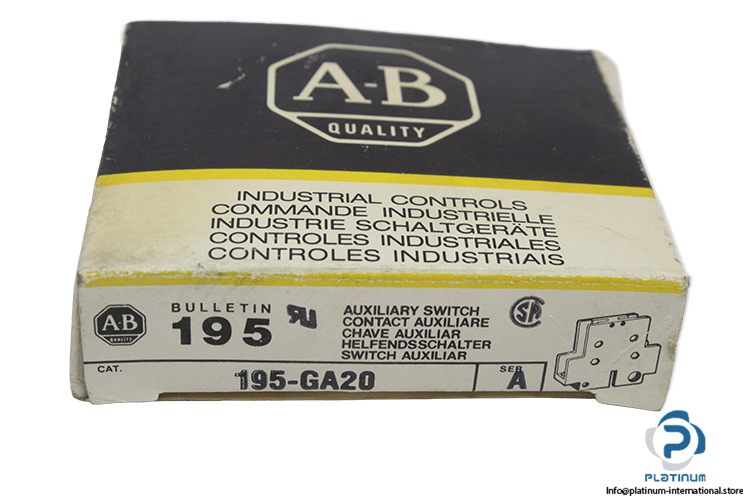 A-B
QUALITY
INDUSTRIAL CONTROLS
COMMANDE INDUSTRIELLE
INDUSTRIE SCHALTGERÄTE
CONTROLES INDUSTRIALES
CONTROLES INDUSTRIAIS
A-B
QUALITY
BULLETIN
195
AUXILIARY SWITCH
CONTACT AUXILIARE
CHAVE AUXILIAR
HELFENDSSCHALTER
SWITCH AUXILIAR
CAT.
195-GA20
SER
A
PLATINUM
Info@platinum-international.store